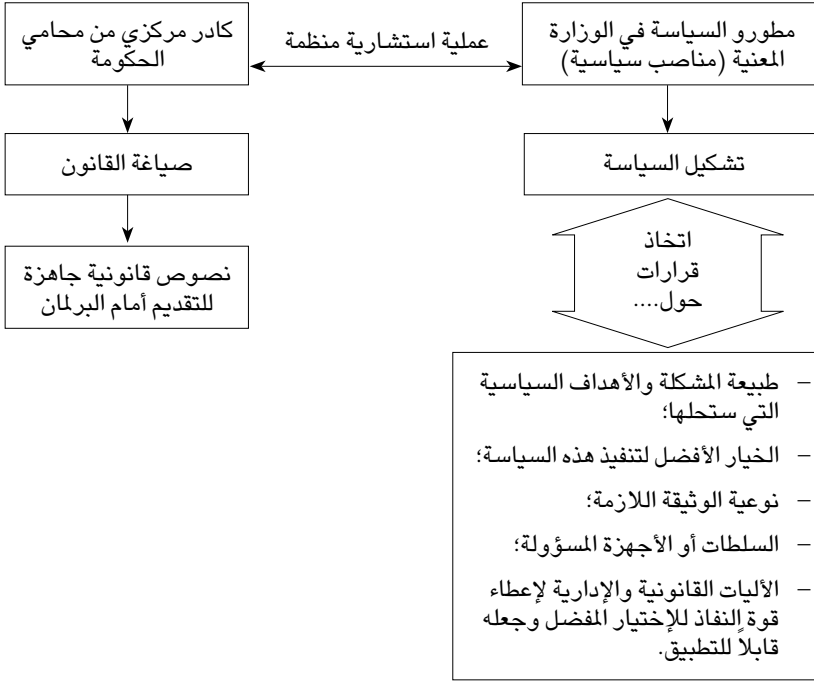 مطورو السياسة في الوزارة
المعنية (مناصب سياسية)
عملية استشارية منظمة
كادر مركزي من محامي
الحكومة
تشكيل السياسة
صياغة القانون
اتخاذ
قرارات
حول....
نصوص قانونية جاهزة
للتقديم أمام البرلمان
– طبيعة المشكلة والأهداف السياسية
التي ستحلها؛
– الخيار الأفضل لتنفيذ هذه السياسة؛
– نوعية الوثيقة اللازمة؛
– السلطات أو الأجهزة المسؤولة؛
– الأليات القانونية والإدارية لإعطاء
قوة النفاذ للإختيار المفضل وجعله
قابلاً للتطبيق.